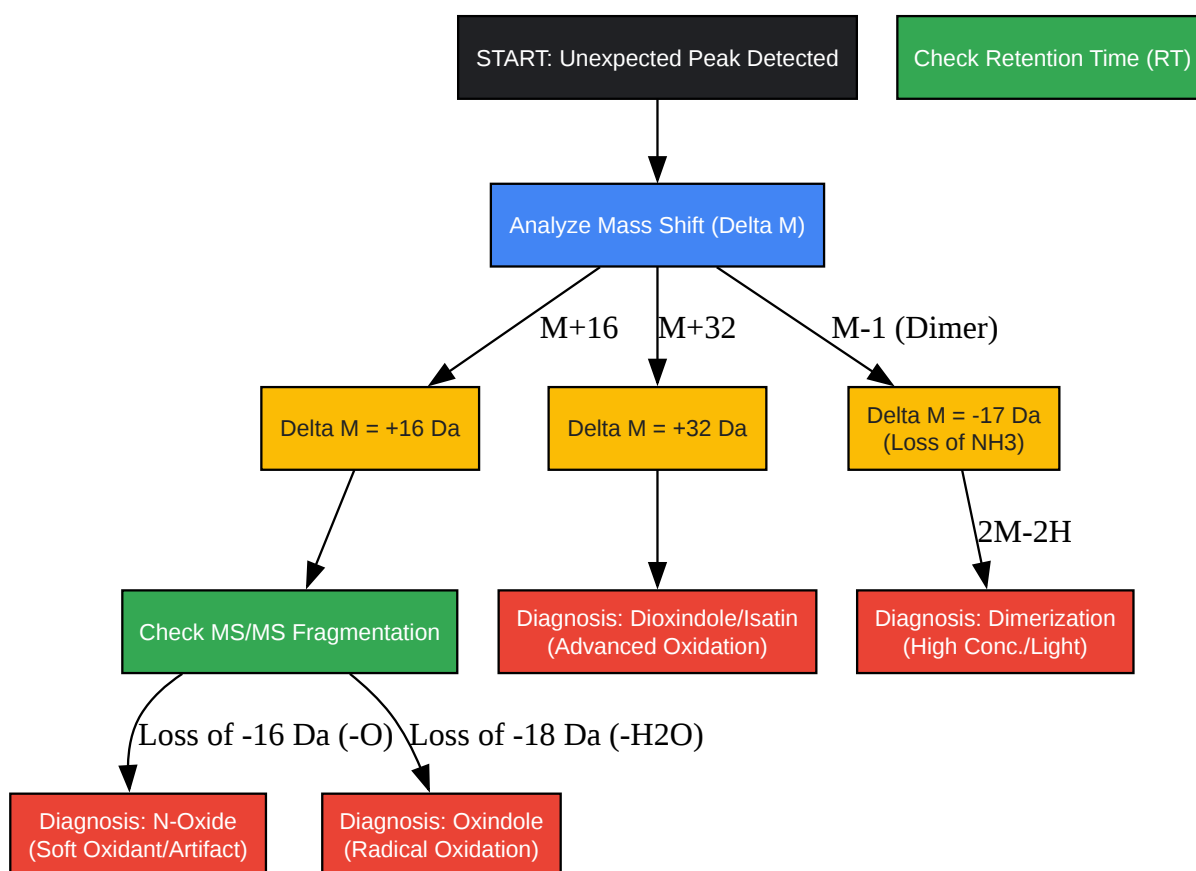 START: Unexpected Peak Detected
Check Retention Time (RT)
Analyze Mass Shift (Delta M)
M+16
M+32
M-1 (Dimer)
Delta M = +16 Da
Delta M = +32 Da
Delta M = -17 Da
(Loss of NH3)
2M-2H
Check MS/MS Fragmentation
Diagnosis: Dioxindole/Isatin
(Advanced Oxidation)
Diagnosis: Dimerization
(High Conc./Light)
Loss of -16 Da (-O)
Loss of -18 Da (-H2O)
Diagnosis: N-Oxide
(Soft Oxidant/Artifact)
Diagnosis: Oxindole
(Radical Oxidation)